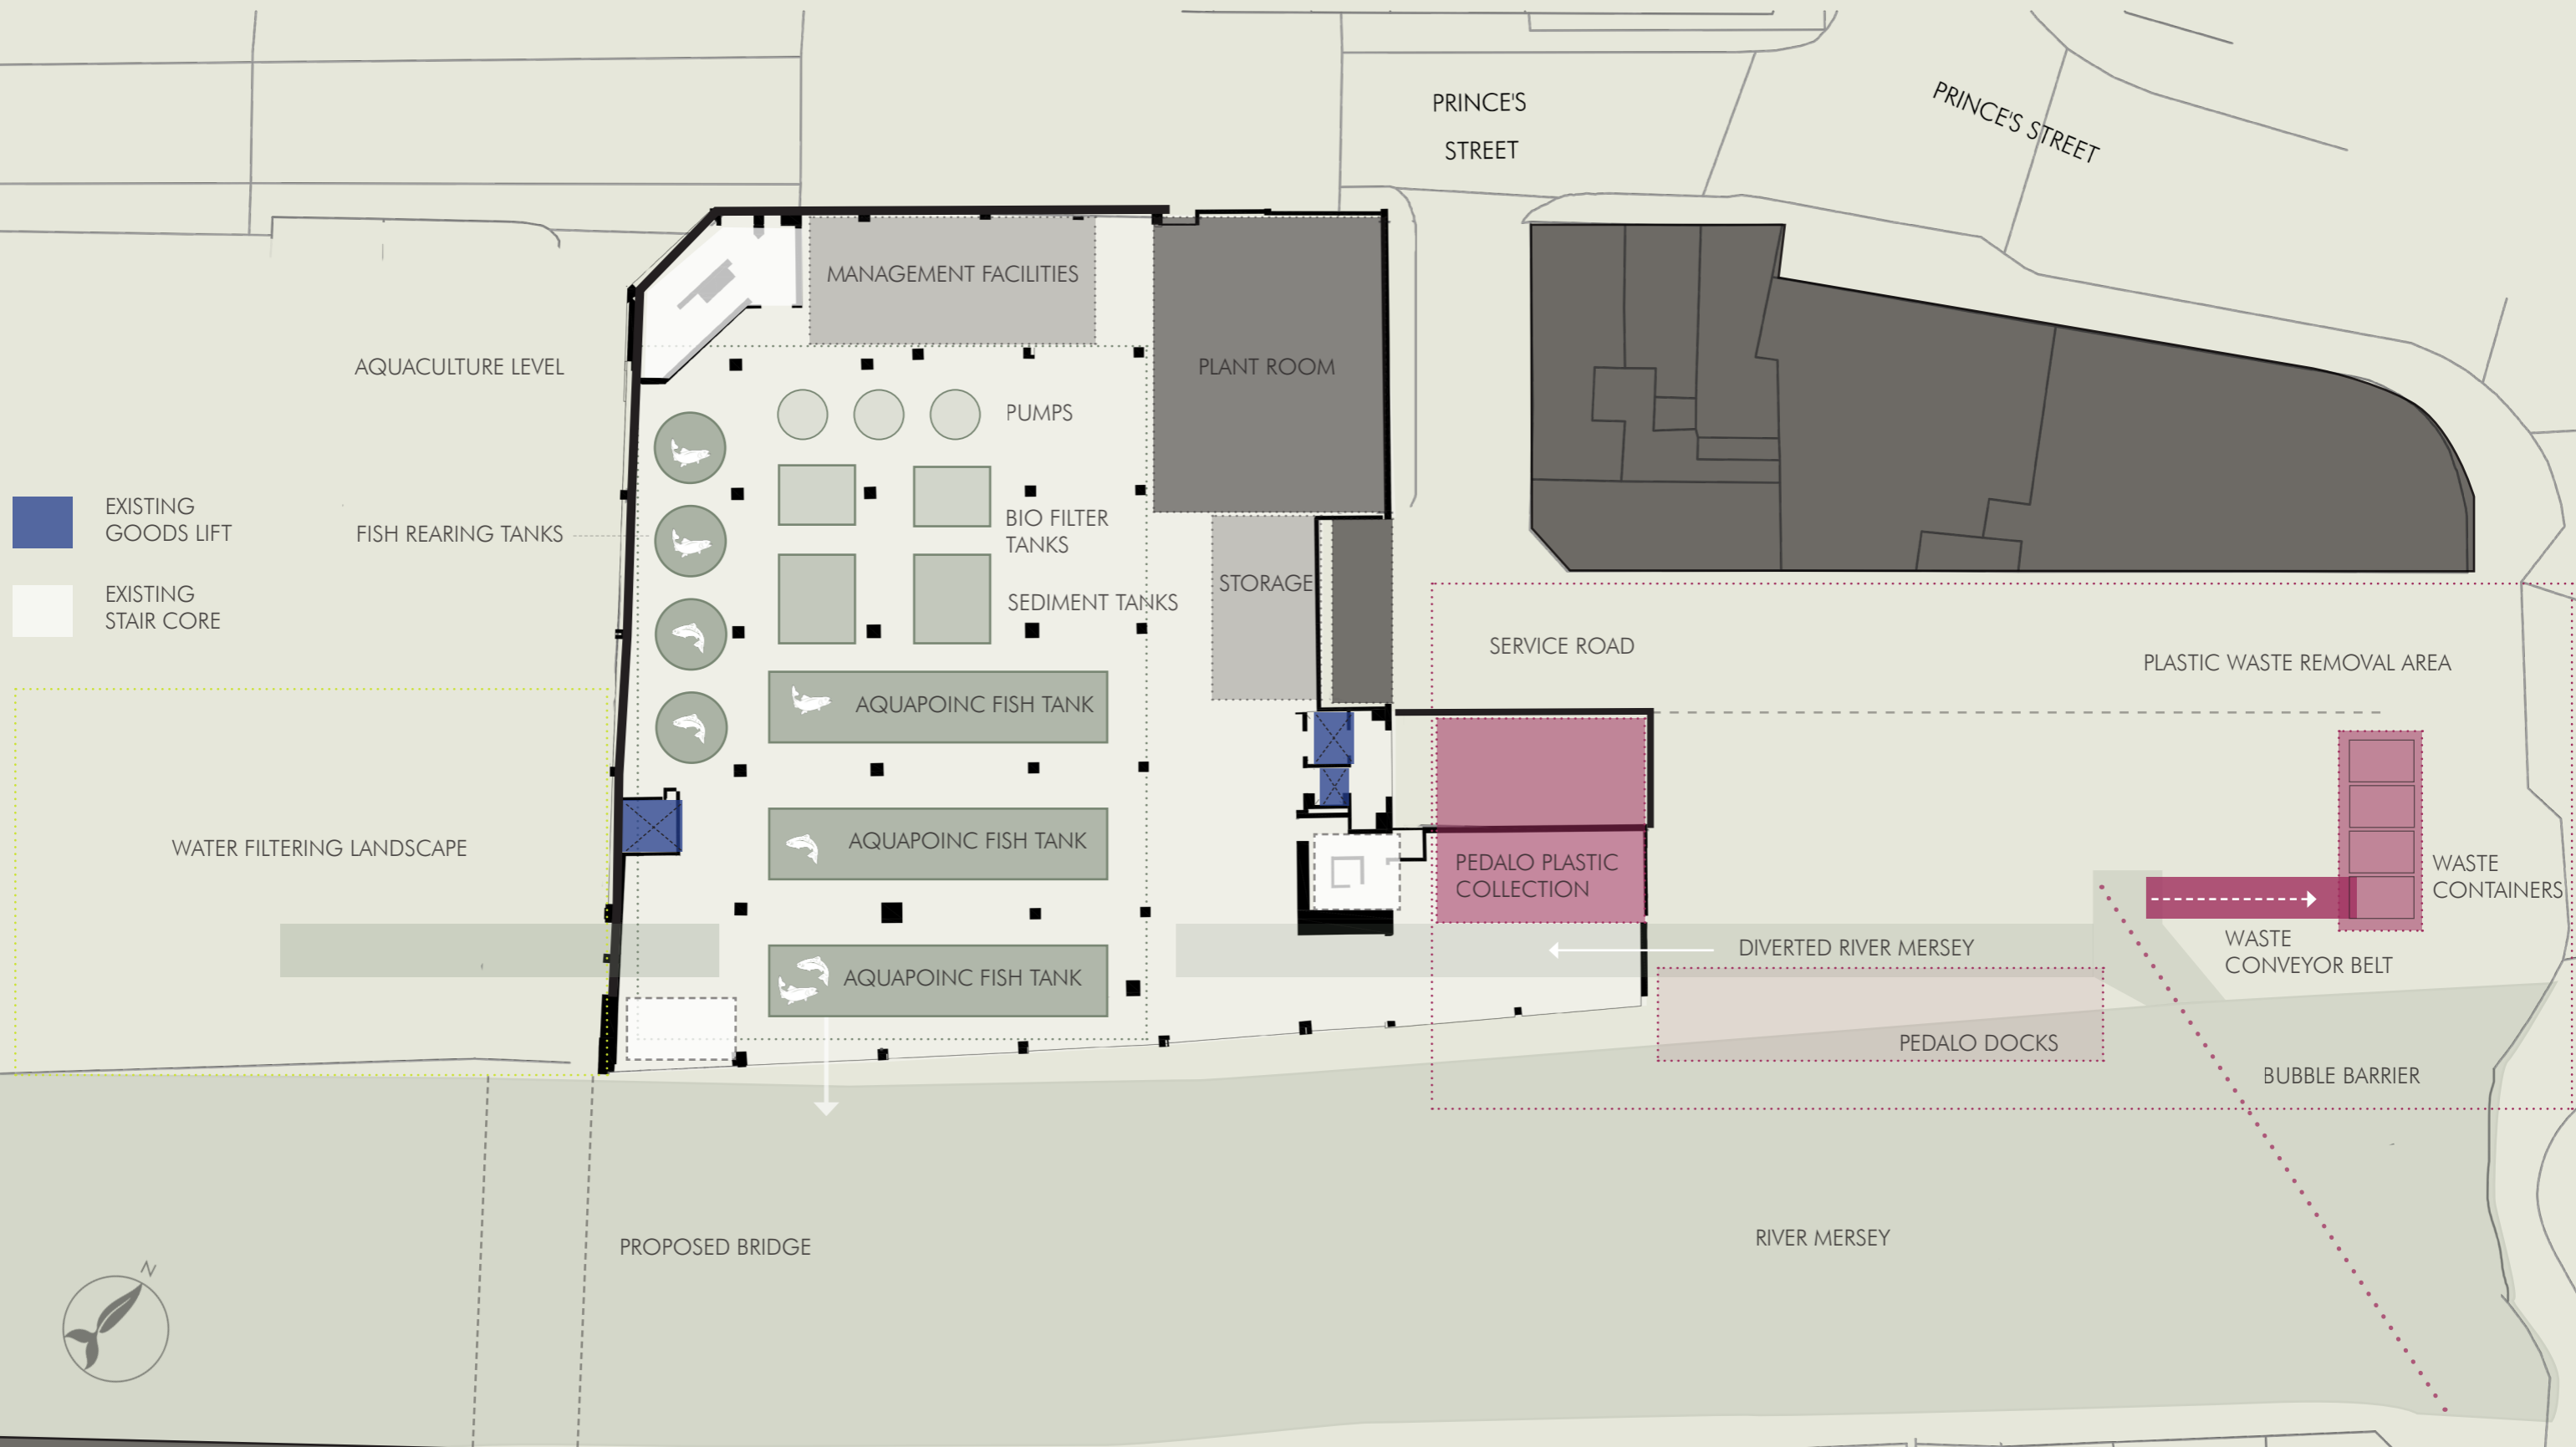 PRINCE'S
STREET
PRINCE'S STREET
MANAGEMENT FACILITIES
AQUACULTURE LEVEL
PLANT ROOM
PUMPS
EXISTING
GOODS LIFT
FISH REARING TANKS
BIO FILTER
TANKS
EXISTING
STAIR CORE
STORAGE
SEDIMENT TANKS
SERVICE ROAD
PLASTIC WASTE REMOVAL AREA
AQUAPOINC FISH TANK
WATER FILTERING LANDSCAPE
AQUAPOINC FISH TANK
PEDALO PLASTIC
COLLECTION
WASTE
CONTAINERS
AQUAPOINC FISH TANK
DIVERTED RIVER MERSEY
WASTE
CONVEYOR BELT
PEDALO DOCKS
BUBBLE BARRIER
PROPOSED BRIDGE
RIVER MERSEY
N